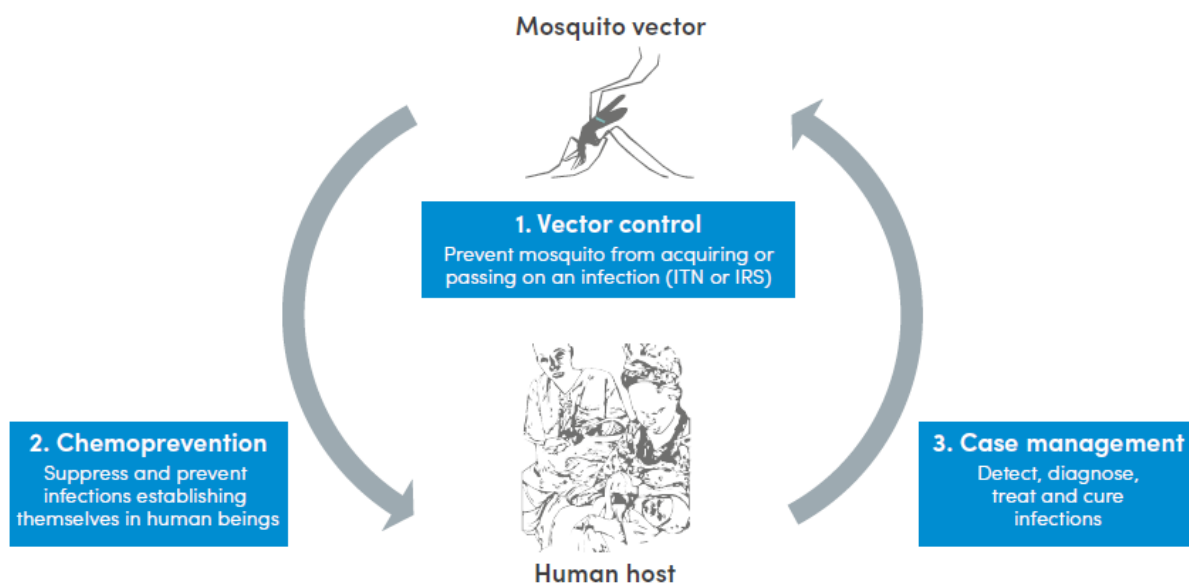 Mosquito vector
1. Vector control
Prevent mosquito from acquiring or
passing on an infection (ITN or IRS)
2. Chemoprevention
Suppress and prevent
infections establishing
themselves in human beings
3. Case management
Detect, diagnose,
treat and cure
infections
Human host